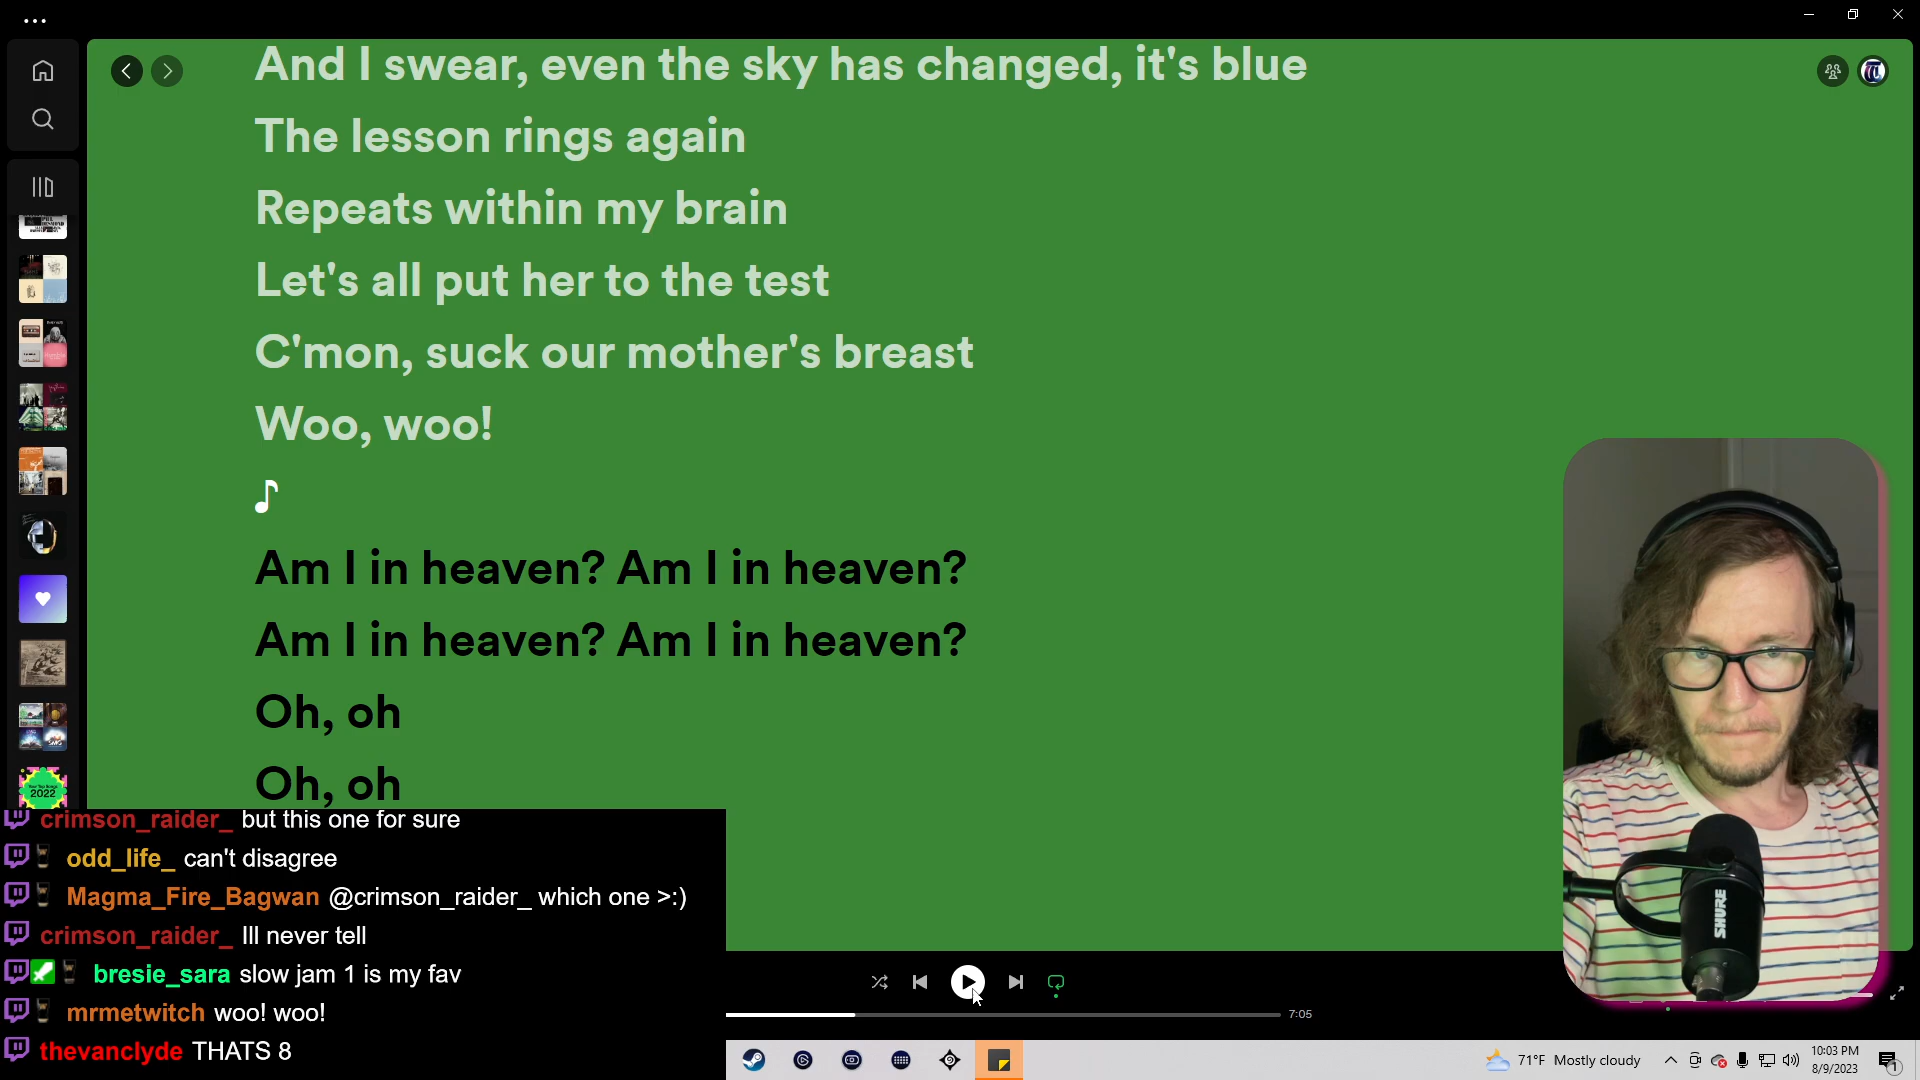 And I swear, even the sky has changed, it's blue
The lesson rings again
Repeats within my brain
Let's all put her to the test
C'mon, suck our mother's breast
Woo, woo!
♪
Am I in heaven? Am I in heaven?
Am I in heaven? Am I in heaven?
Oh, oh
Oh, oh
2022
crimson_raider_ but this one for sure
odd_life_ can't disagree
Magma_Fire_Bagwan @crimson_raider_ which one >:)
crimson_raider_ Ill never tell
bresie_sara slow jam 1 is my fav
mrmetwitch woo! woo!
thevanclyde THATS 8
SHURE
7:05
71°F Mostly cloudy
10:03 PM
8/9/2023
1